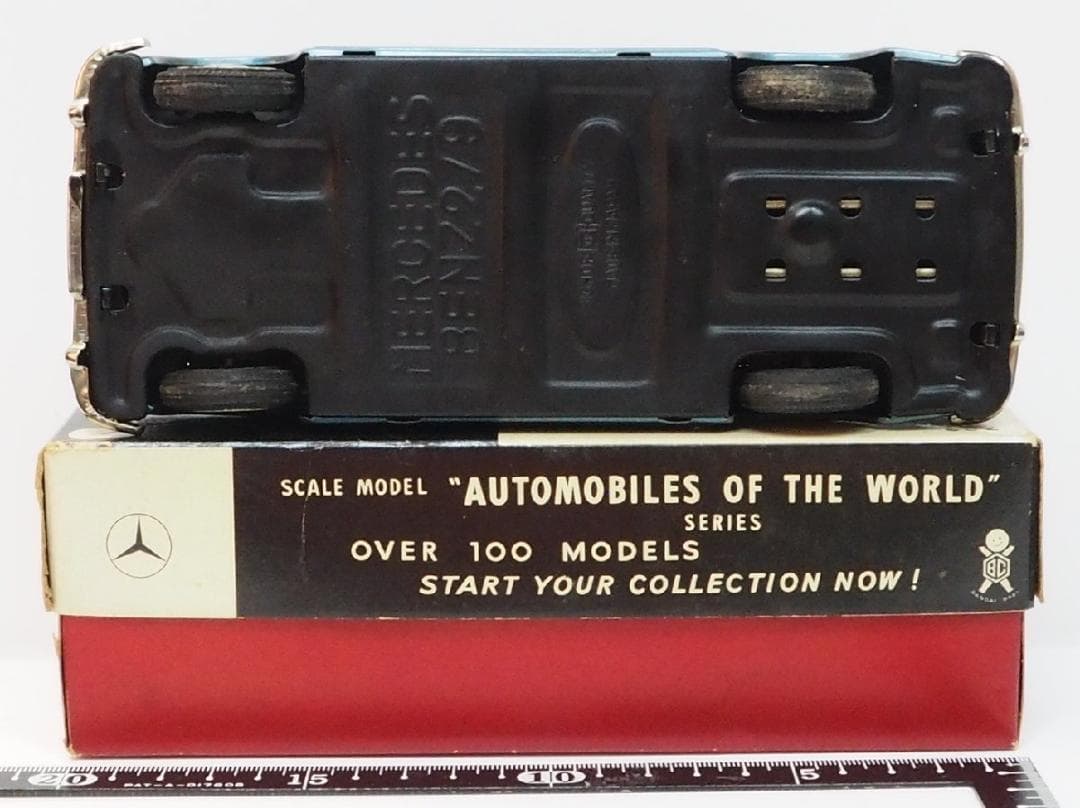 MERCEDES
BENZ 219
SCALE MODEL "AUTOMOBILES OF THE WORLD"
SERIES
OVER 100 MODELS
START YOUR COLLECTION NOW!
BC
20 15 10 5